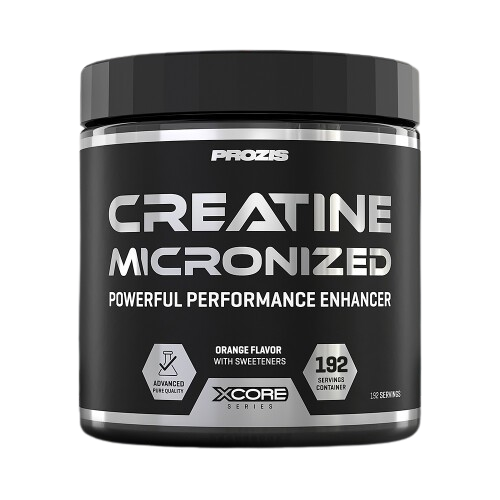 PROZIS
CREATINE
MICRONIZED
POWERFUL PERFORMANCE ENHANCER
ORANGE FLAVOR
WITH SWEETENERS
ADVANCED
PURE QUALITY
192
SERVINGS
CONTAINER
XCORE
SERIES
192 SERVINGS